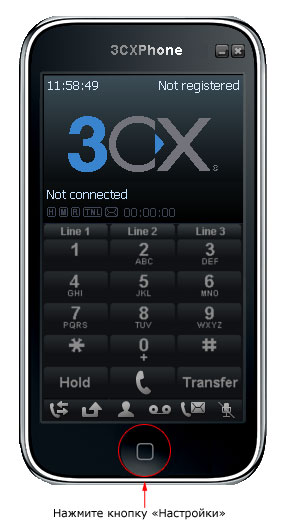 3CXPhone
11:58:49 Not registered
3CX®
Not connected
H M R TNL 00:00:00
Line 1 Line 2 Line 3
1 2 3
ABC DEF
4 5 6
GHI JKL MNO
7 8 9
PQRS TUV WXYZ
* 0 #
+
Hold Transfer
Нажмите кнопку «Настройки»